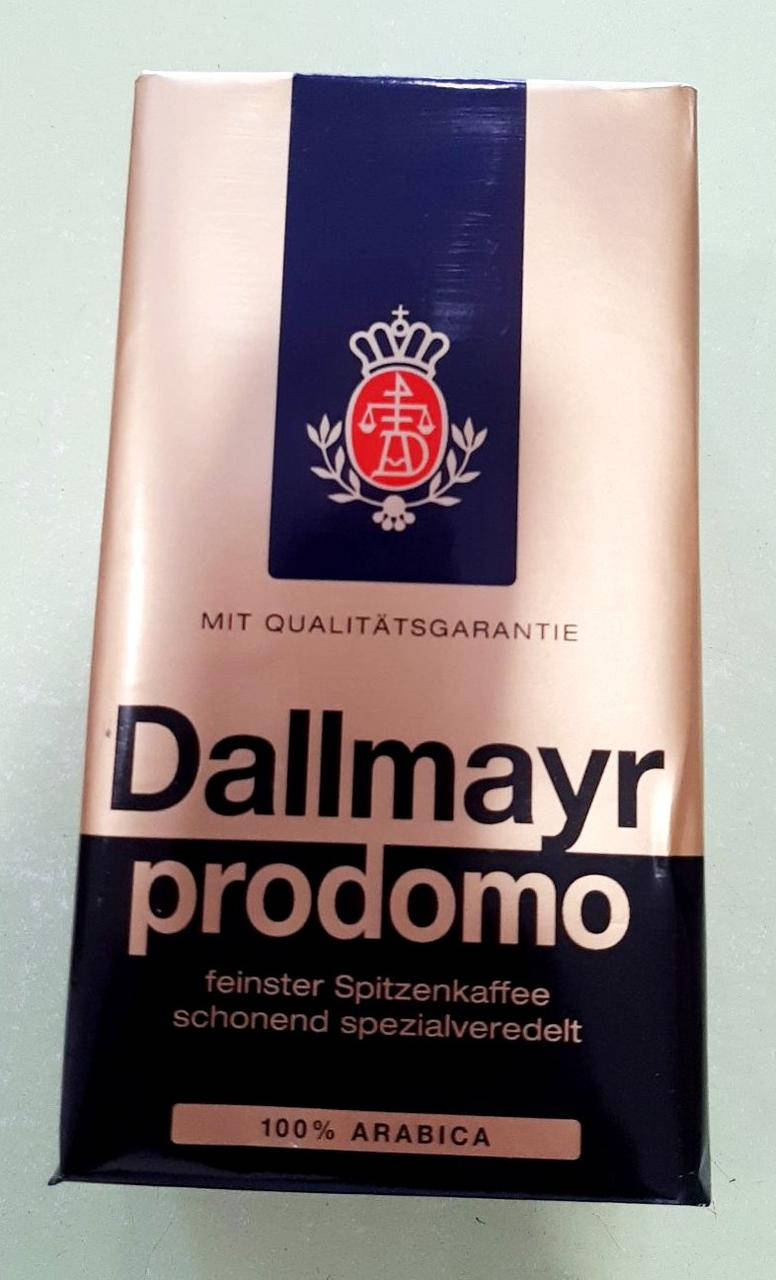 MIT QUALITÄTSGARANTIE
Dallmayr
prodomo
feinster Spitzenkaffee
schonend spezialveredelt
100% ARABICA